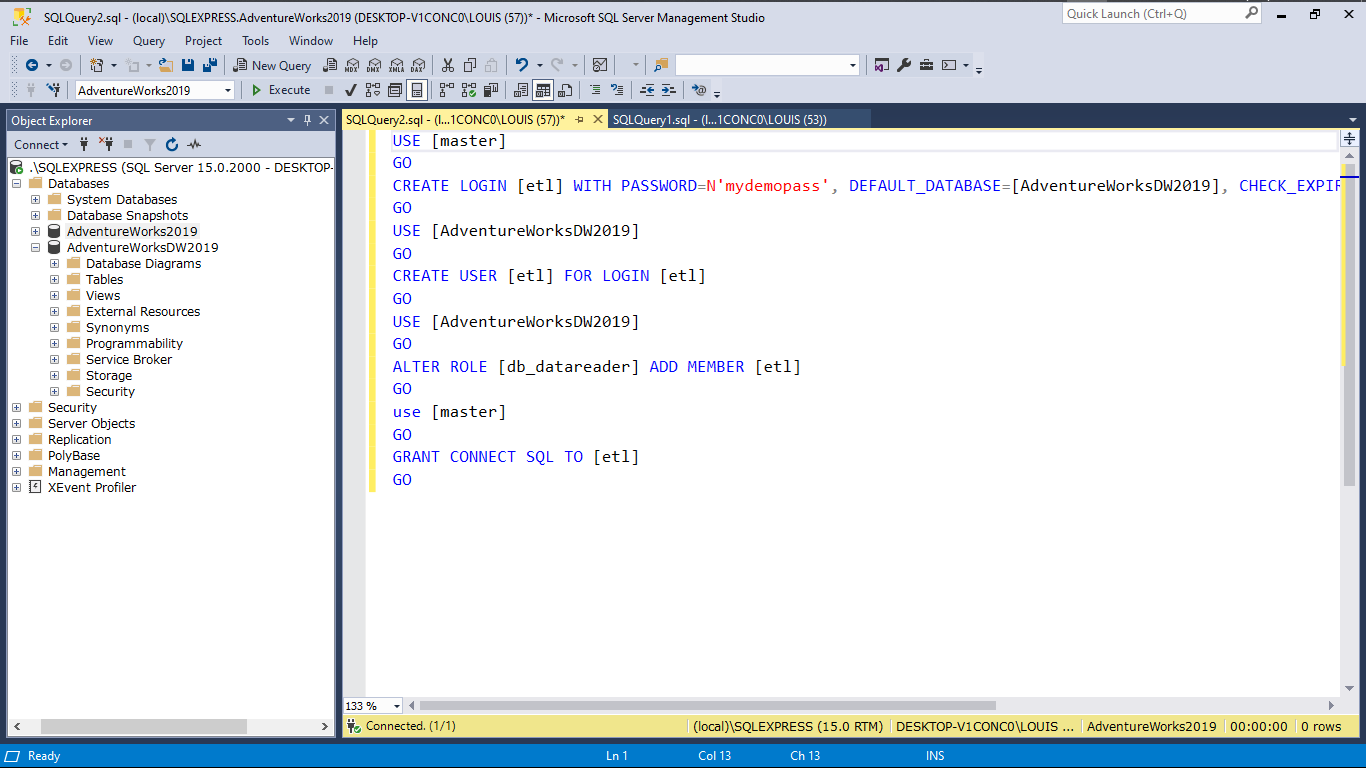 SQLQuery2.sql - (local)\SQLEXPRESS.AdventureWorks2019 (DESKTOP-V1CONC0\LOUIS (57))* - Microsoft SQL Server Management Studio
Quick Launch (Ctrl+Q)
File Edit View Query Project Tools Window Help
New Query MDX DMX XMLA DAX
AdventureWorks2019 Execute
Object Explorer
Connect
.\SQLEXPRESS (SQL Server 15.0.2000 - DESKTOP-
Databases
System Databases
Database Snapshots
AdventureWorks2019
AdventureWorksDW2019
Database Diagrams
Tables
Views
External Resources
Synonyms
Programmability
Service Broker
Storage
Security
Security
Server Objects
Replication
PolyBase
Management
XEvent Profiler
SQLQuery2.sql - (l...1CONC0\LOUIS (57))* SQLQuery1.sql - (l...1CONC0\LOUIS (53))
USE [master]
GO
CREATE LOGIN [etl] WITH PASSWORD=N'mydemopass', DEFAULT_DATABASE=[AdventureWorksDW2019], CHECK_EXPIR
GO
USE [AdventureWorksDW2019]
GO
CREATE USER [etl] FOR LOGIN [etl]
GO
USE [AdventureWorksDW2019]
GO
ALTER ROLE [db_datareader] ADD MEMBER [etl]
GO
use [master]
GO
GRANT CONNECT SQL TO [etl]
GO
133 %
Connected. (1/1) (local)\SQLEXPRESS (15.0 RTM) DESKTOP-V1CONC0\LOUIS ... AdventureWorks2019 00:00:00 0 rows
Ready Ln 1 Col 13 Ch 13 INS